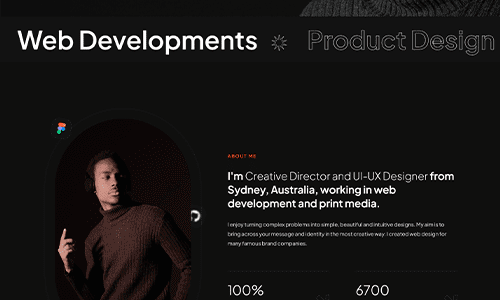 Web Developments Product Design
ABOUT ME
I'm Creative Director and UI-UX Designer from
Sydney, Australia, working in web
development and print media.
I enjoy turning complex problems into simple, beautiful and intuitive designs. My aim is to
bring across your message and identity in the most creative way. I created web design for
many famous brand companies.
100% 6700